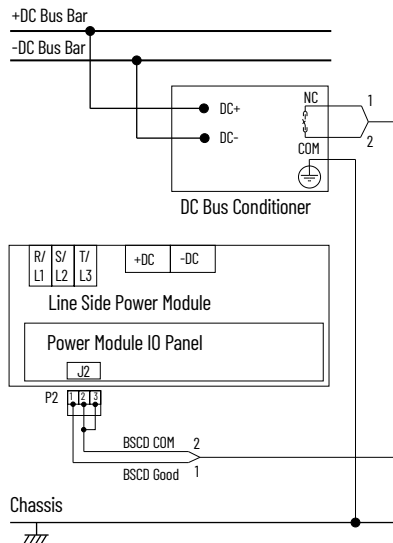 +DC Bus Bar
-DC Bus Bar
NC
1
DC+
DC-
COM
2
DC Bus Conditioner
R/ S/ T/
L1 L2 L3
+DC -DC
Line Side Power Module
Power Module IO Panel
J2
P2 1 2 3
BSCD COM 2
BSCD Good 1
Chassis